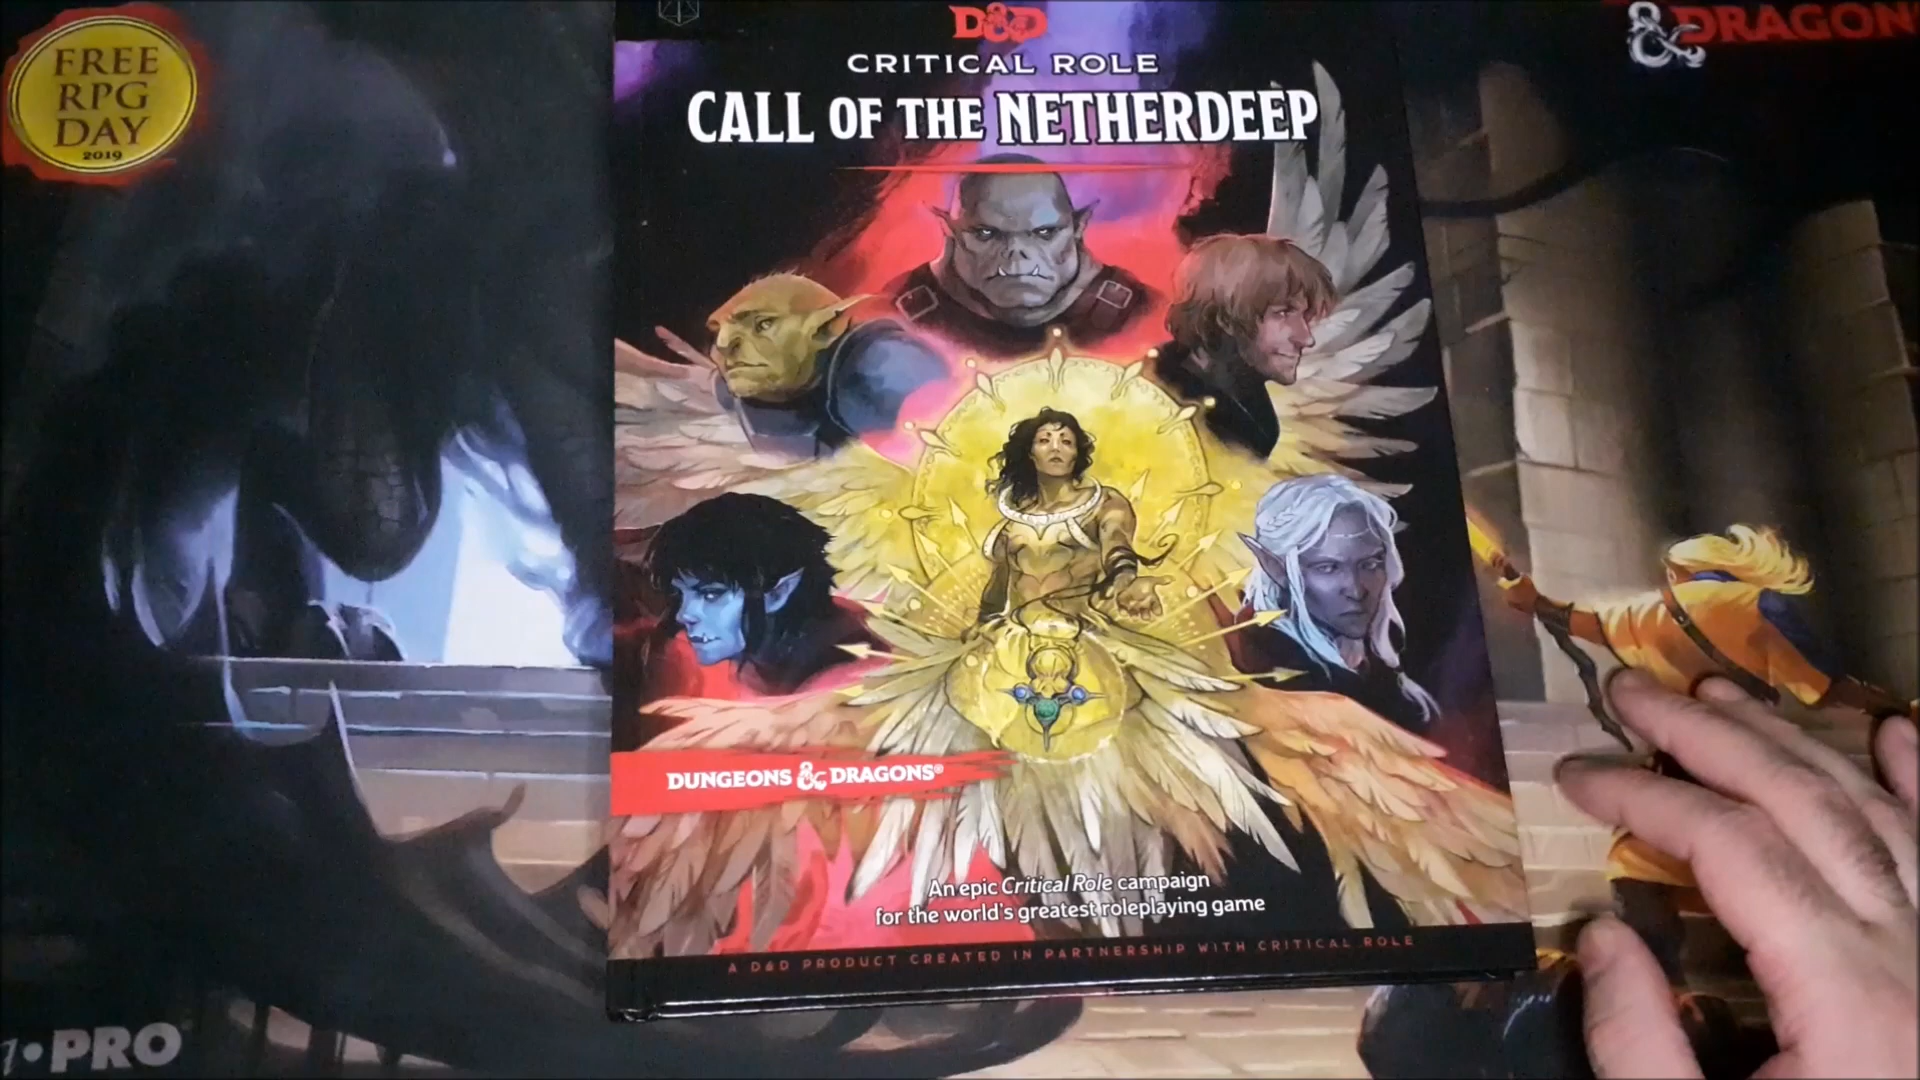 FREE
RPG
DAY
2019
& DRAGON
D&D
CRITICAL ROLE
CALL OF THE NETHERDEEP
DUNGEONS & DRAGONS®
An epic Critical Role campaign
for the world's greatest roleplaying game
A D&D PRODUCT CREATED IN PARTNERSHIP WITH CRITICAL ROLE
PRO